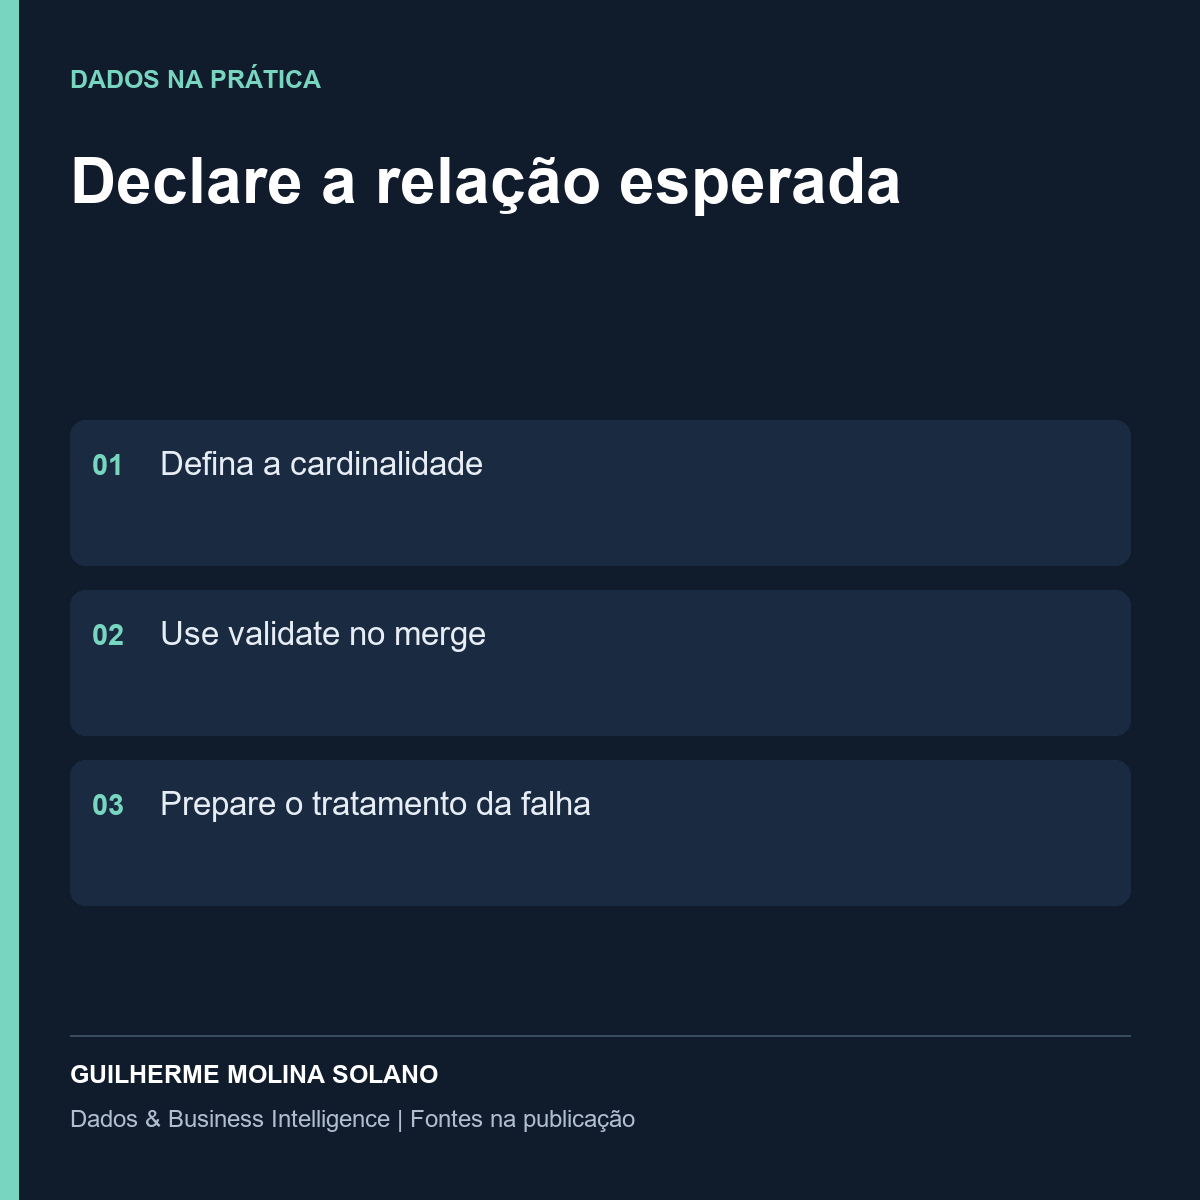 DADOS NA PRÁTICA
Declare a relação esperada
01 Defina a cardinalidade
02 Use validate no merge
03 Prepare o tratamento da falha
GUILHERME MOLINA SOLANO
Dados & Business Intelligence | Fontes na publicação